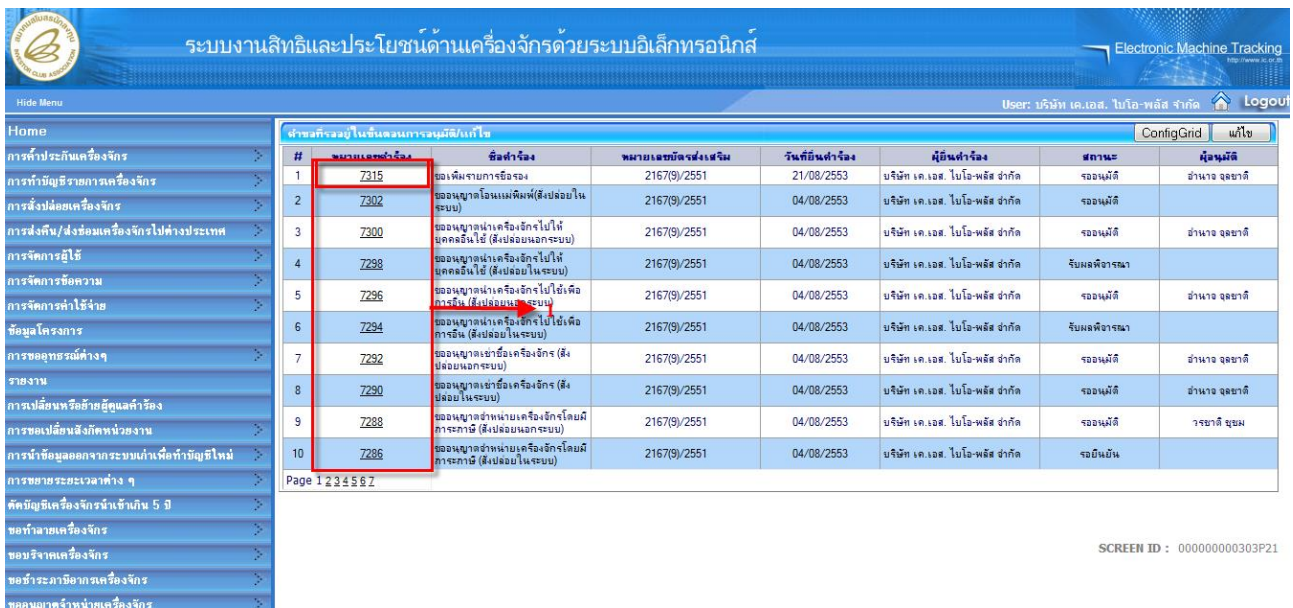 ระบบงานสิทธิและประโยชน์ด้านเครื่องจักรด้วยระบบอิเล็กทรอนิกส์
Electronic Machine Tracking
http://www.ic.or.th
Hide Menu
User: บริษัท เค.เอส. ไบโอ-พลัส จำกัด Logout
Home
การค้ำประกันเครื่องจักร
การทำบัญชีรายการเครื่องจักร
การสั่งปล่อยเครื่องจักร
การส่งคืน/ส่งซ่อมเครื่องจักรไปต่างประเทศ
การจัดการผู้ใช้
การจัดการข้อความ
การจัดการค่าใช้จ่าย
ข้อมูลโครงการ
การขออุทธรณ์ต่างๆ
รายงาน
การเปลี่ยนหรือย้ายผู้ดูแลคำร้อง
การขอเปลี่ยนสังกัดหน่วยงาน
การนำข้อมูลออกจากระบบเก่าเพื่อทำบัญชีใหม่
การขยายระยะเวลาต่าง ๆ
ตัดบัญชีเครื่องจักรนำเข้าเกิน 5 ปี
ขอทำลายเครื่องจักร
ขอบริจาคเครื่องจักร
ขอชำระภาษีอากรเครื่องจักร
ขออนุญาตจำหน่ายเครื่องจักร
คำขอที่รออยู่ในขั้นตอนการอนุมัติ/แก้ไข ConfigGrid แก้ไข
# หมายเลขคำร้อง ชื่อคำร้อง หมายเลขบัตรส่งเสริม วันที่ยื่นคำร้อง ผู้ยื่นคำร้อง สถานะ ผู้อนุมัติ
1 7315 ขอเพิ่มรายการชื่อรอง 2167(9)/2551 21/08/2553 บริษัท เค.เอส. ไบโอ-พลัส จำกัด รออนุมัติ อำนาจ จุลชาติ
2 7302 ขออนุญาตโอนแม่พิมพ์(สั่งปล่อยในระบบ) 2167(9)/2551 04/08/2553 บริษัท เค.เอส. ไบโอ-พลัส จำกัด รออนุมัติ
3 7300 ขออนุญาตนำเครื่องจักรไปให้บุคคลอื่นใช้ (สั่งปล่อยนอกระบบ) 2167(9)/2551 04/08/2553 บริษัท เค.เอส. ไบโอ-พลัส จำกัด รออนุมัติ อำนาจ จุลชาติ
4 7298 ขออนุญาตนำเครื่องจักรไปให้บุคคลอื่นใช้ (สั่งปล่อยในระบบ) 2167(9)/2551 04/08/2553 บริษัท เค.เอส. ไบโอ-พลัส จำกัด รับผลพิจารณา
5 7296 ขออนุญาตนำเครื่องจักรไปใช้เพื่อการอื่น (สั่งปล่อยนอกระบบ) 2167(9)/2551 04/08/2553 บริษัท เค.เอส. ไบโอ-พลัส จำกัด รออนุมัติ อำนาจ จุลชาติ
1
6 7294 ขออนุญาตนำเครื่องจักรไปใช้เพื่อการอื่น (สั่งปล่อยในระบบ) 2167(9)/2551 04/08/2553 บริษัท เค.เอส. ไบโอ-พลัส จำกัด รับผลพิจารณา
7 7292 ขออนุญาตเช่าซื้อเครื่องจักร (สั่งปล่อยนอกระบบ) 2167(9)/2551 04/08/2553 บริษัท เค.เอส. ไบโอ-พลัส จำกัด รออนุมัติ อำนาจ จุลชาติ
8 7290 ขออนุญาตเช่าซื้อเครื่องจักร (สั่งปล่อยในระบบ) 2167(9)/2551 04/08/2553 บริษัท เค.เอส. ไบโอ-พลัส จำกัด รออนุมัติ อำนาจ จุลชาติ
9 7288 ขออนุญาตจำหน่ายเครื่องจักรโดยมีภาระภาษี (สั่งปล่อยนอกระบบ) 2167(9)/2551 04/08/2553 บริษัท เค.เอส. ไบโอ-พลัส จำกัด รออนุมัติ วรชาติ ชุยม
10 7286 ขออนุญาตจำหน่ายเครื่องจักรโดยมีภาระภาษี (สั่งปล่อยในระบบ) 2167(9)/2551 04/08/2553 บริษัท เค.เอส. ไบโอ-พลัส จำกัด รอยืนยัน
Page 1 2 3 4 5 6 7
SCREEN ID : 000000000303P21